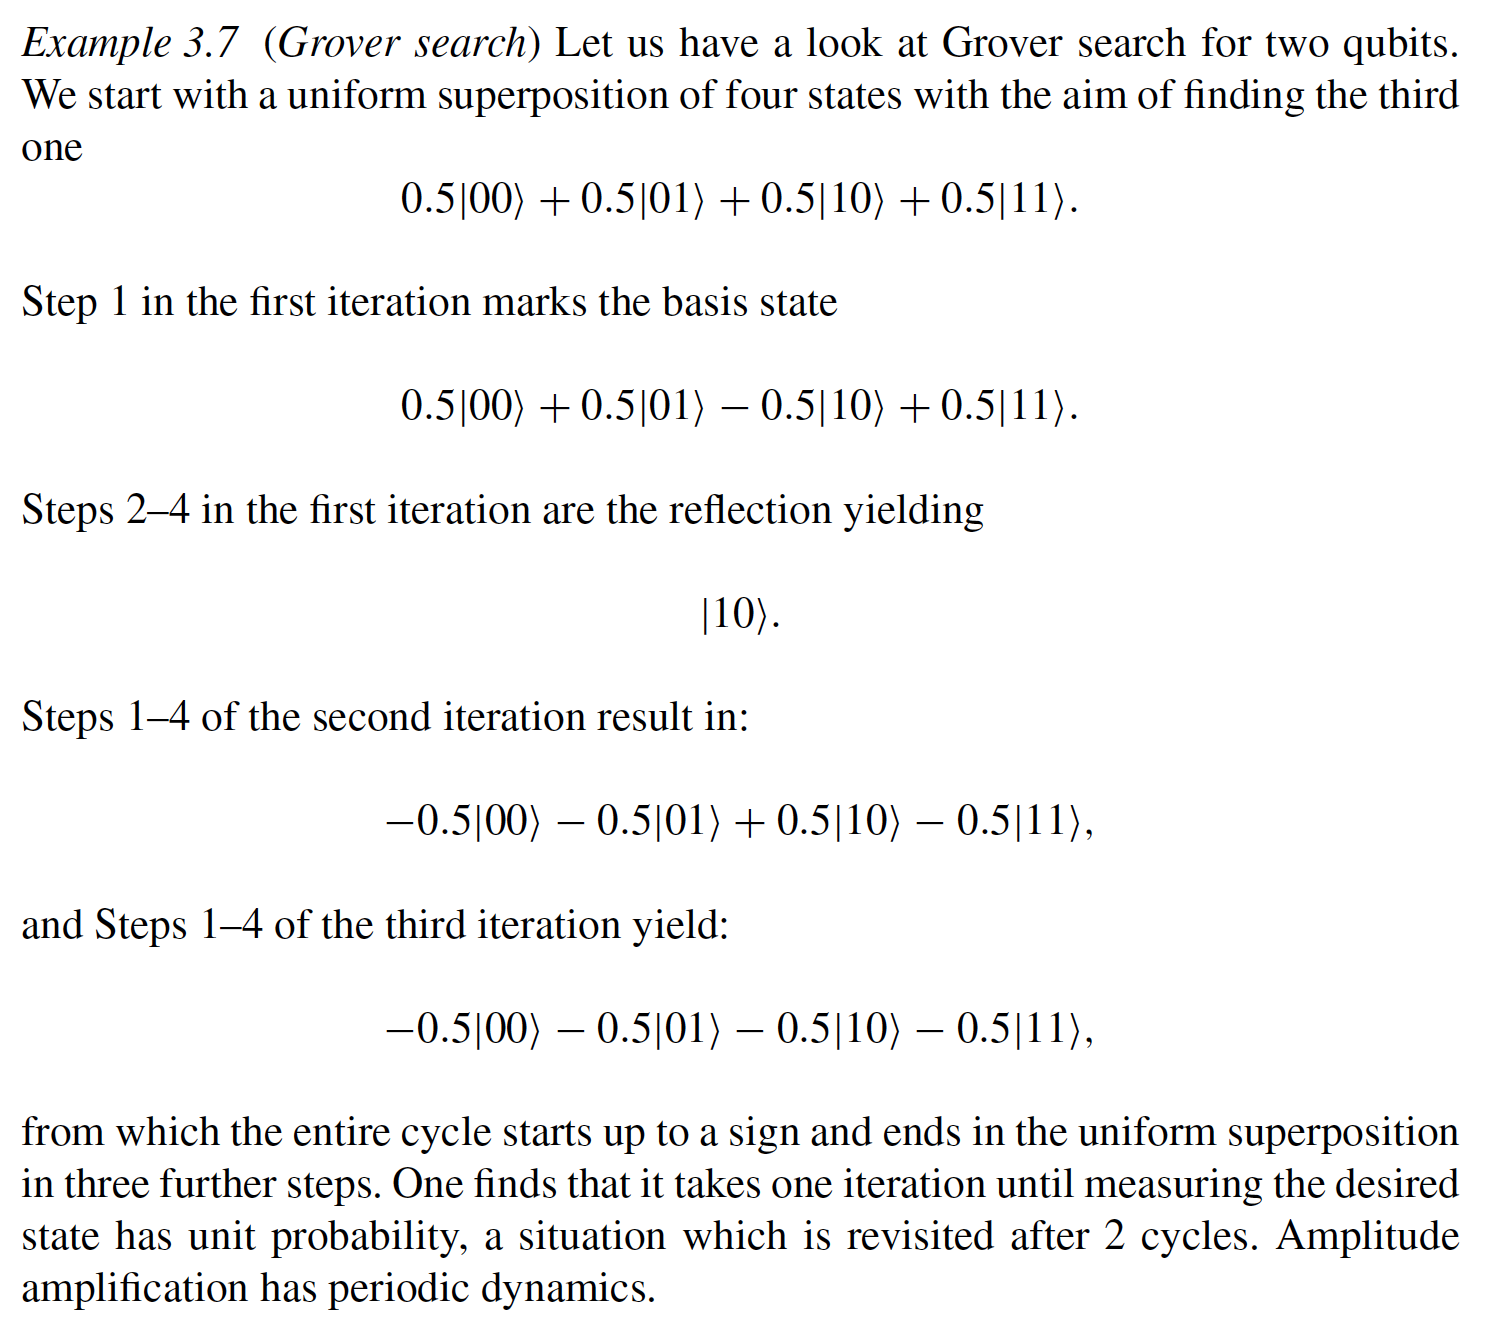 Example 3.7 (Grover search) Let us have a look at Grover search for two qubits.
We start with a uniform superposition of four states with the aim of finding the third
one
0.5|00⟩ + 0.5|01⟩ + 0.5|10⟩ + 0.5|11⟩.
Step 1 in the first iteration marks the basis state
0.5|00⟩ + 0.5|01⟩ − 0.5|10⟩ + 0.5|11⟩.
Steps 2–4 in the first iteration are the reflection yielding
|10⟩.
Steps 1–4 of the second iteration result in:
−0.5|00⟩ − 0.5|01⟩ + 0.5|10⟩ − 0.5|11⟩,
and Steps 1–4 of the third iteration yield:
−0.5|00⟩ − 0.5|01⟩ − 0.5|10⟩ − 0.5|11⟩,
from which the entire cycle starts up to a sign and ends in the uniform superposition
in three further steps. One finds that it takes one iteration until measuring the desired
state has unit probability, a situation which is revisited after 2 cycles. Amplitude
amplification has periodic dynamics.